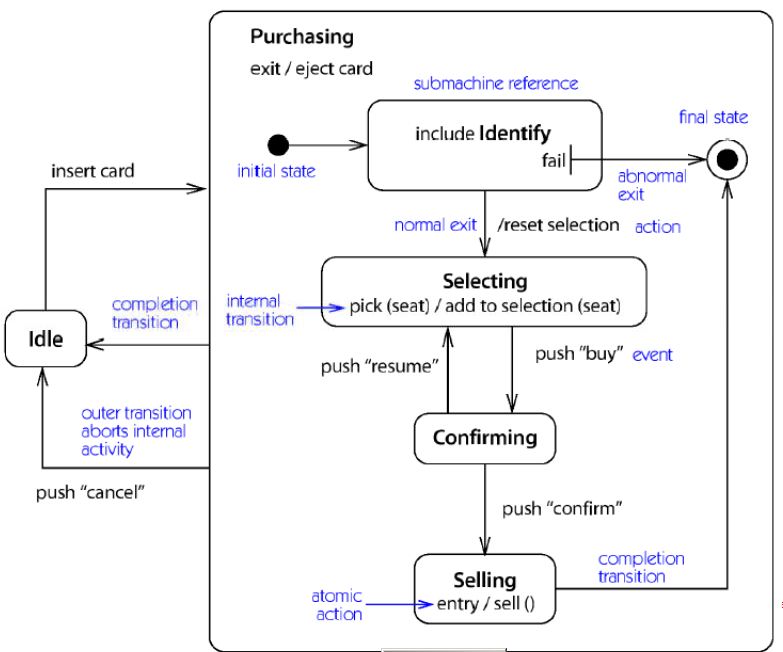 Purchasing
exit / eject card
submachine reference
include Identify
fail
final state
initial state
abnormal
exit
insert card
normal exit
/reset selection
action
Selecting
pick (seat) / add to selection (seat)
internal
transition
completion
transition
Idle
push “resume”
push “buy”
event
outer transition
aborts internal
activity
push “cancel”
Confirming
push “confirm”
Selling
entry / sell ()
atomic
action
completion
transition